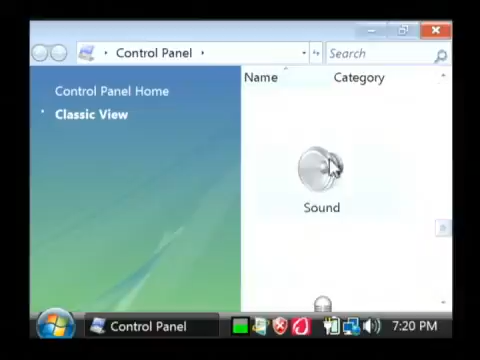 Control Panel
Search
Control Panel Home
Classic View
Name
Category
Sound
Control Panel
7:20 PM